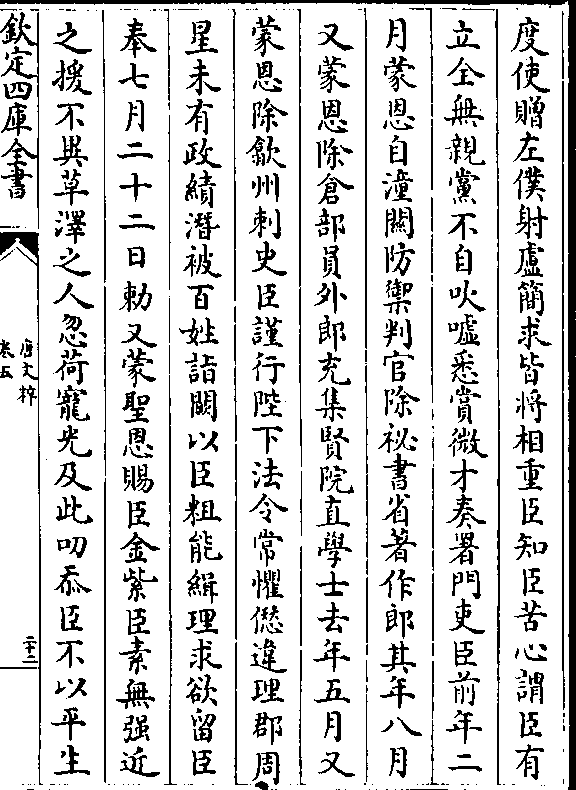 度使贈左僕射盧簡求皆將相重臣知臣苦心謂臣有
立全無親黨不自吹噓悉賞微才奏署門吏臣前年二
月蒙恩自潼關防禦判官除祕書省著作郎其年八月
又蒙恩除倉部員外郎充集賢院直學士去年五月又
蒙恩除歙州刺史臣謹行陛下法令常懼僁違理郡周
星未有政績潛被百姓詣闕以臣粗能緝理求欲留臣
奉七月二十二日勅又蒙聖恩賜臣金紫臣素無强近
之援不與草澤之人忽荷寵光及此叨忝臣不以平生
欽定四庫全書
唐文粹
卷五
二十三